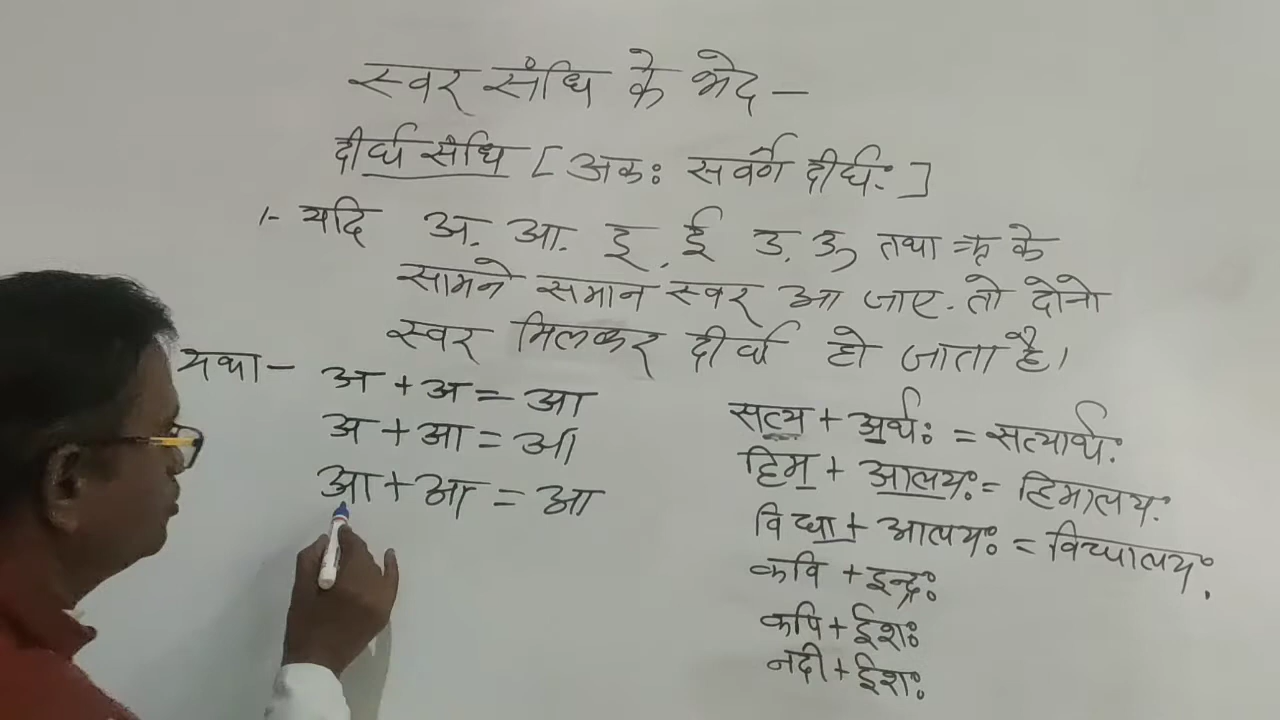 स्वर संधि के भेद –
दीर्घ संधि [ अकः सवर्ने दीर्घः ]
1- यदि अ. आ. इ, ई उ. ऊ तथा ऋ के
सामने समान स्वर आ जाए. तो दोनो
स्वर मिलकर दीर्घ हो जाता है।
यथा –
अ + अ = आ
अ + आ = आ
आ + आ = आ
सत्य + अर्थः = सत्यार्थः
हिम + आलयः = हिमालयः
विद्या + आलयः = विद्यालयः
कवि + इन्द्रः
कपि + ईशः
नदी + ईशः